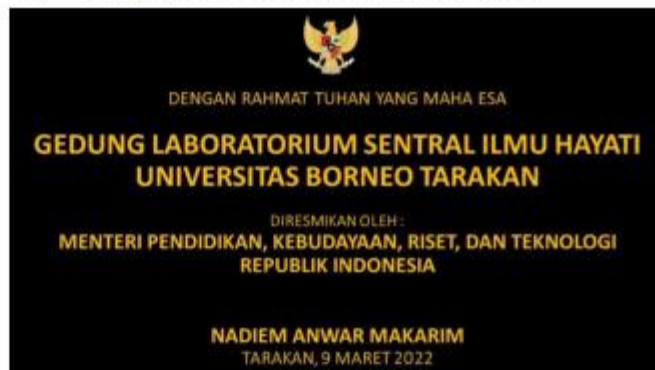 DENGAN RAHMAT TUHAN YANG MAHA ESA
GEDUNG LABORATORIUM SENTRAL ILMU HAYATI
UNIVERSITAS BORNEO TARAKAN
DIRESMIKAN OLEH :
MENTERI PENDIDIKAN, KEBUDAYAAN, RISET, DAN TEKNOLOGI
REPUBLIK INDONESIA
NADIEM ANWAR MAKARIM
TARAKAN, 9 MARET 2022